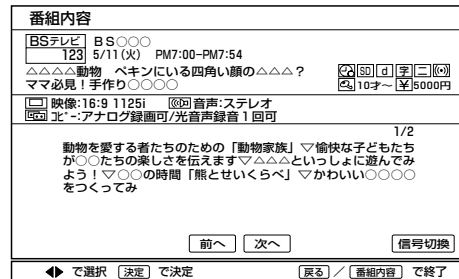 番組内容
BSテレビ BS○○○
123 5/11(火) PM7:00-PM7:54
△△△△動物 ペキンにいる四角い顔の△△△? SD d 字 二
ママ必見!手作り○○○○ 10才~ ¥5000円
映像:16:9 1125i 音声:ステレオ
コピー:アナログ録画可/光音声録音1回可
1/2
動物を愛する者たちのための「動物家族」▽愉快な子どもたち
が○○たちの楽しさを伝えます▽△△△といっしょに遊んでみ
よう!▽○○の時間「熊とせいくらべ」▽かわいい○○○○
をつくってみ
前へ 次へ 信号切換
で選択 決定 で決定 戻る / 番組内容 で終了